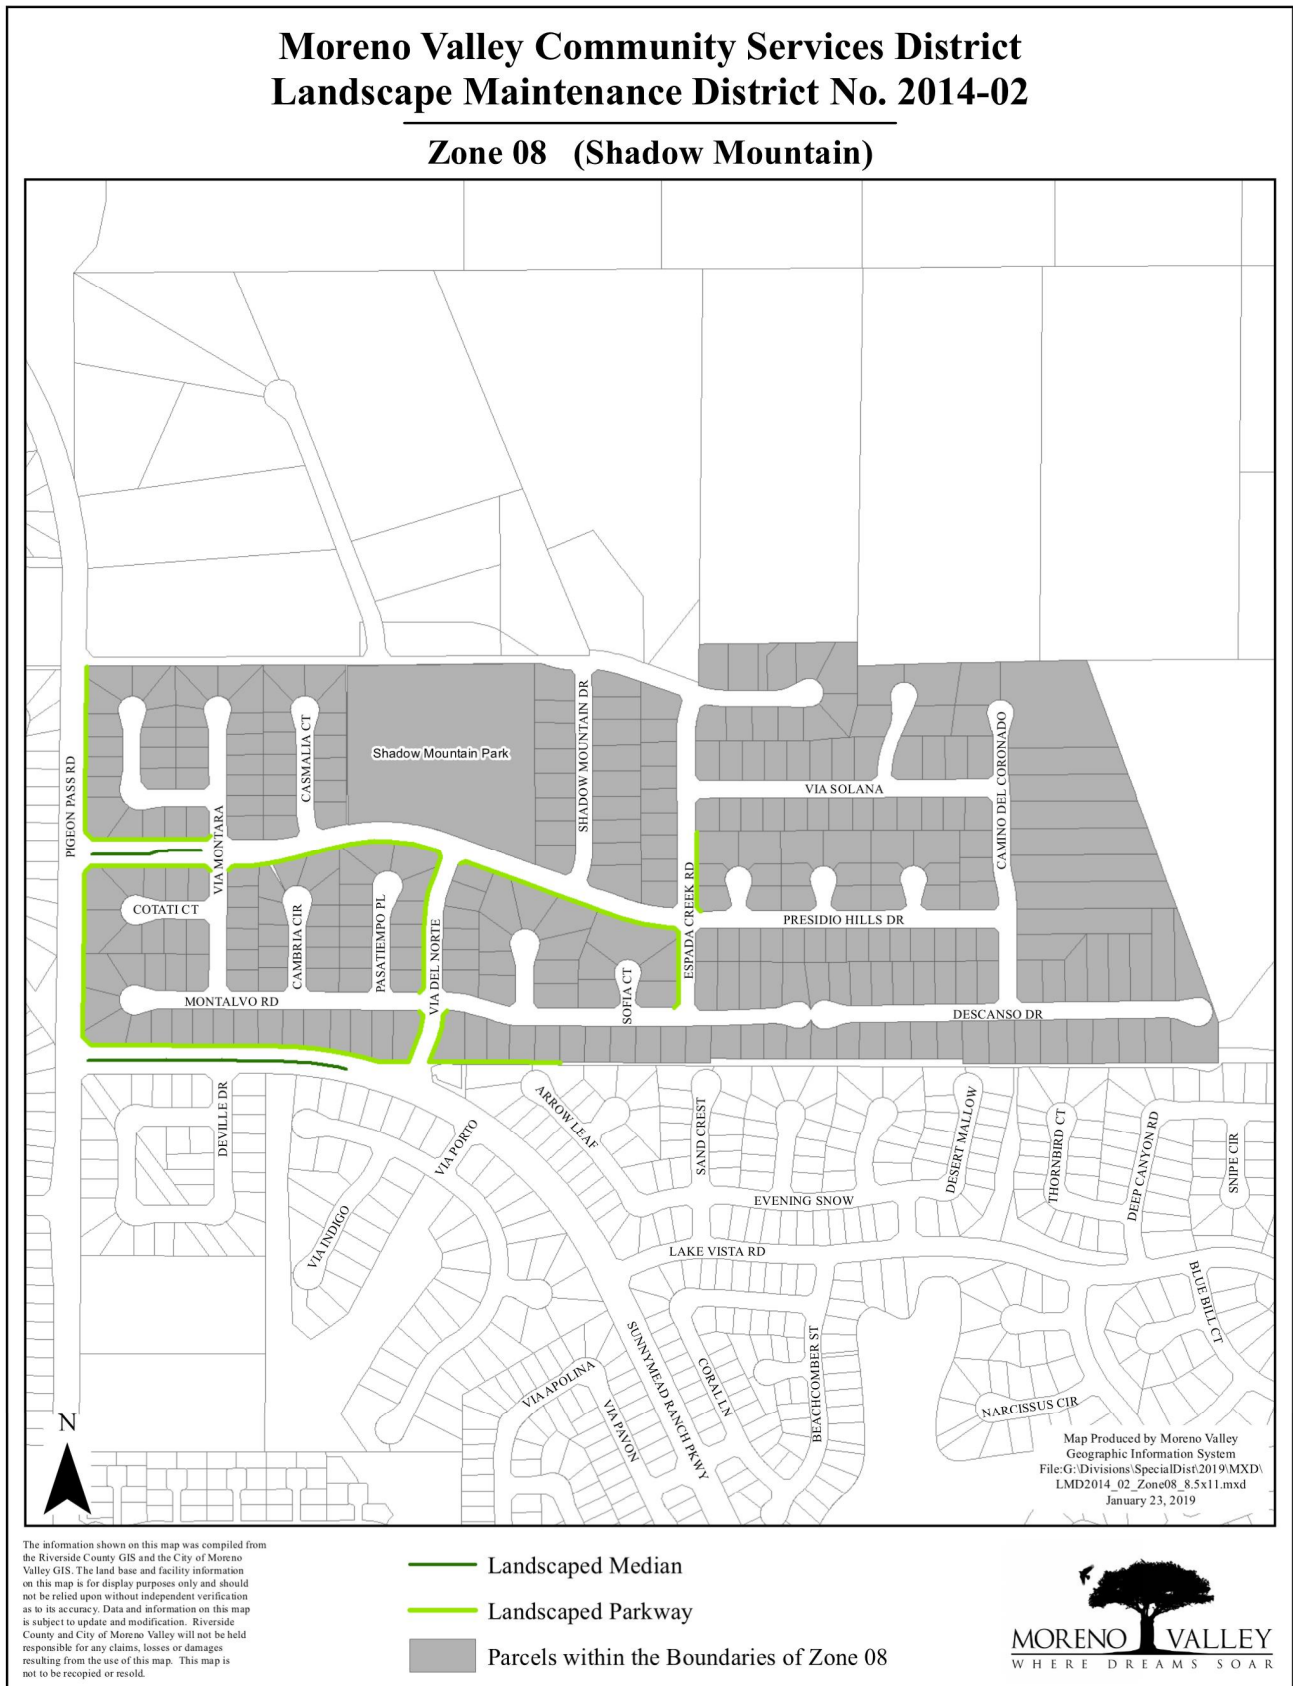 Moreno Valley Community Services District
Landscape Maintenance District No. 2014-02
Zone 08 (Shadow Mountain)
PIGEON PASS RD
CASMALIA CT
Shadow Mountain Park
SHADOW MOUNTAIN DR
VIA SOLANA
CAMINO DEL CORONADO
VIA MONTARA
COTATI CT
CAMBRIA CIR
PASATIEMPO PL
VIA DEL NORTE
SOFIA CT
ESPADA CREEK RD
PRESIDIO HILLS DR
MONTALVO RD
DESCANSO DR
DEVILLE DR
VIA INDIGO
VIA PORTO
ARROW LEAF
SAND CREST
EVENING SNOW
DESERT MALLOW
THORNBIRD CT
DEEP CANYON RD
SNIPE CIR
LAKE VISTA RD
BLUE BILL CT
SUNNYMEAD RANCH PKWY
CORAL LN
BEACHCOMBER ST
VIA APOLINA
VIA PAVON
NARCISSUS CIR
N
Map Produced by Moreno Valley
Geographic Information System
File:G:\Divisions\SpecialDist\2019\MXD\
LMD2014_02_Zone08_8.5x11.mxd
January 23, 2019
The information shown on this map was compiled from
the Riverside County GIS and the City of Moreno
Valley GIS. The land base and facility information
on this map is for display purposes only and should
not be relied upon without independent verification
as to its accuracy. Data and information on this map
is subject to update and modification. Riverside
County and City of Moreno Valley will not be held
responsible for any claims, losses or damages
resulting from the use of this map. This map is
not to be recopied or resold.
Landscaped Median
Landscaped Parkway
Parcels within the Boundaries of Zone 08
MORENO VALLEY
WHERE DREAMS SOAR